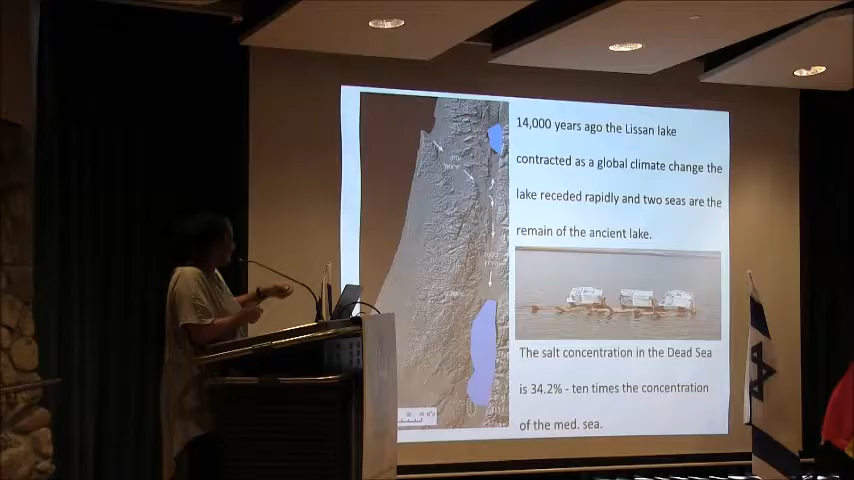 14,000 years ago the Lissan lake
contracted as a global climate change the
lake receded rapidly and two seas are the
remain of the ancient lake.
The salt concentration in the Dead Sea
is 34.2% - ten times the concentration
of the med. sea.